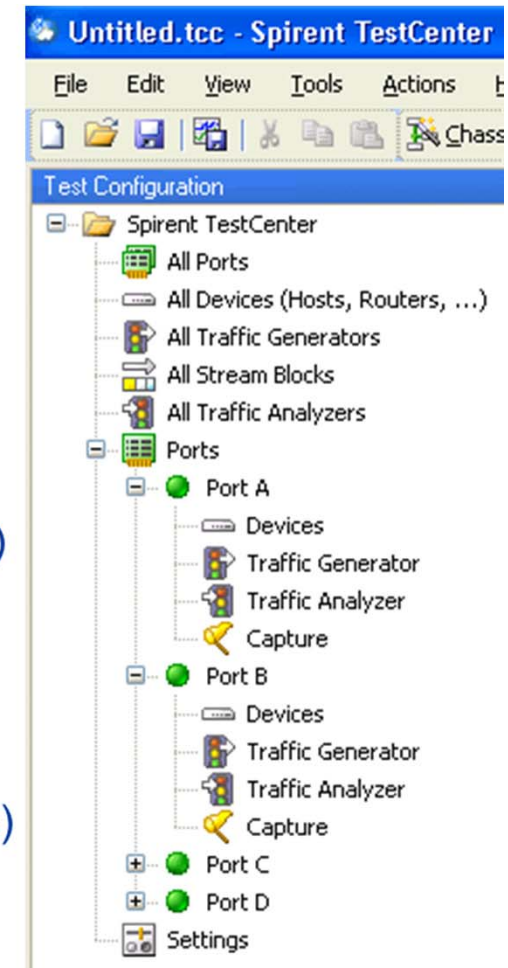 Untitled.tcc - Spirent TestCenter
File Edit View Tools Actions
Chass
Test Configuration
Spirent TestCenter
All Ports
All Devices (Hosts, Routers, ...)
All Traffic Generators
All Stream Blocks
All Traffic Analyzers
Ports
Port A
)
Devices
Traffic Generator
Traffic Analyzer
Capture
Port B
Devices
Traffic Generator
Traffic Analyzer
)
Capture
Port C
Port D
Settings